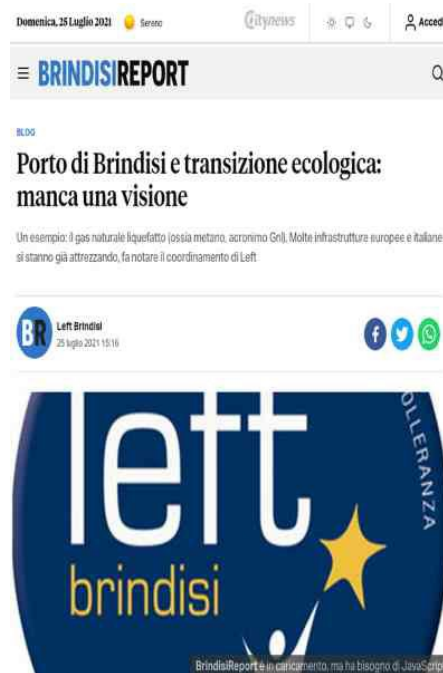 Domenica, 25 Luglio 2021 Sereno Citynews Acced
BRINDISIREPORT
BLOG
Porto di Brindisi e transizione ecologica:
manca una visione
Un esempio: il gas naturale liquefatto (ossia metano, acronimo Gnl). Molte infrastrutture europee e italiane
si stanno già attrezzando, fa notare il coordinamento di Left
BR
Left Brindisi
25 luglio 2021 15:16
left
brindisi
OLLERANZA
BrindisiReport è in caricamento, ma ha bisogno di JavaScrip